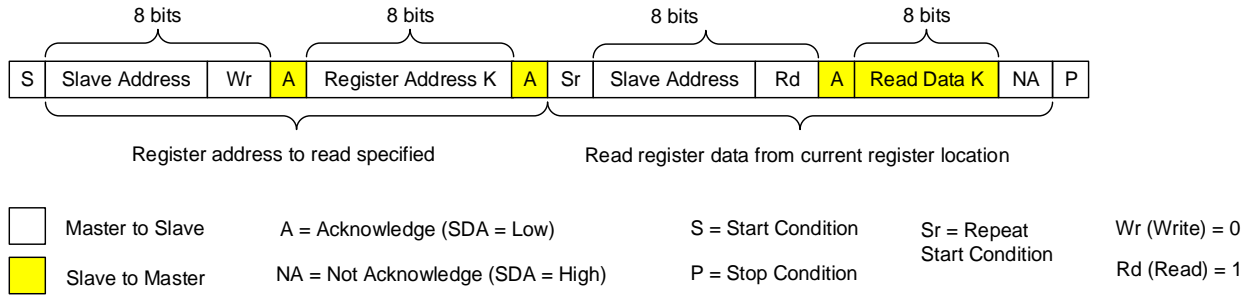 8 bits 8 bits 8 bits 8 bits
S Slave Address Wr A Register Address K A Sr Slave Address Rd A Read Data K NA P
Register address to read specified Read register data from current register location
Master to Slave A = Acknowledge (SDA = Low) S = Start Condition Sr = Repeat Wr (Write) = 0
Start Condition
Slave to Master NA = Not Acknowledge (SDA = High) P = Stop Condition Rd (Read) = 1